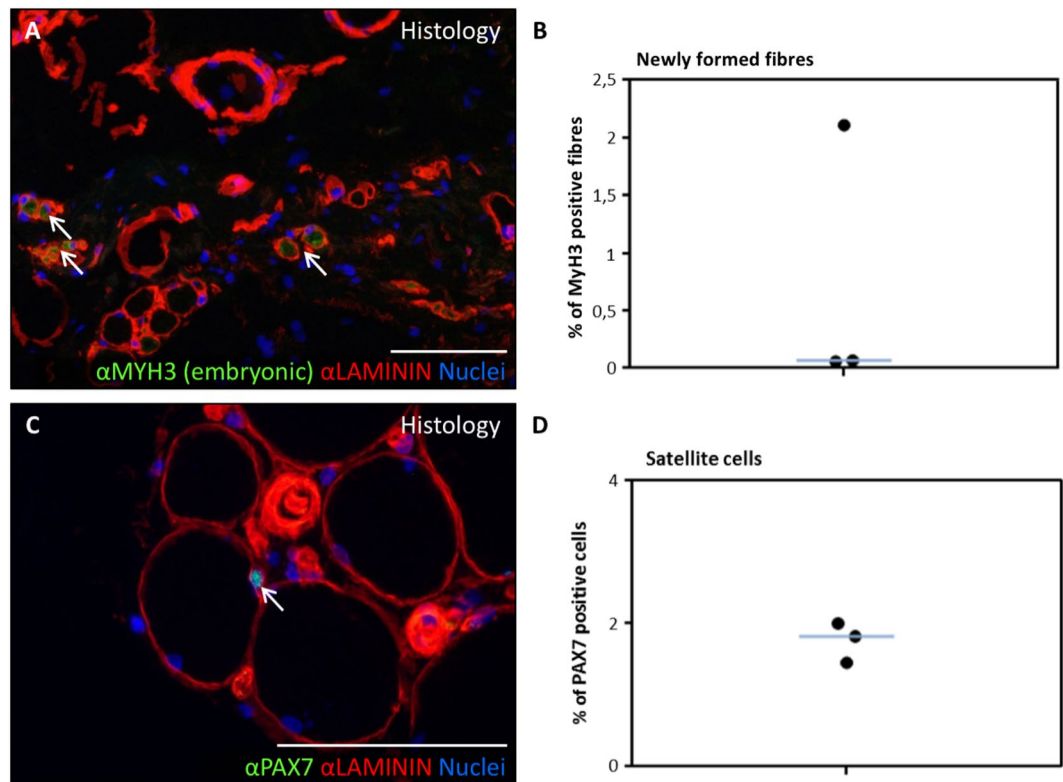 A
Histology
αMYH3 (embryonic) αLAMININ Nuclei
B
Newly formed fibres
% of MyH3 positive fibres
2,5
2
1,5
1
0,5
0
C
Histology
αPAX7 αLAMININ Nuclei
D
Satellite cells
% of PAX7 positive cells
4
2
0